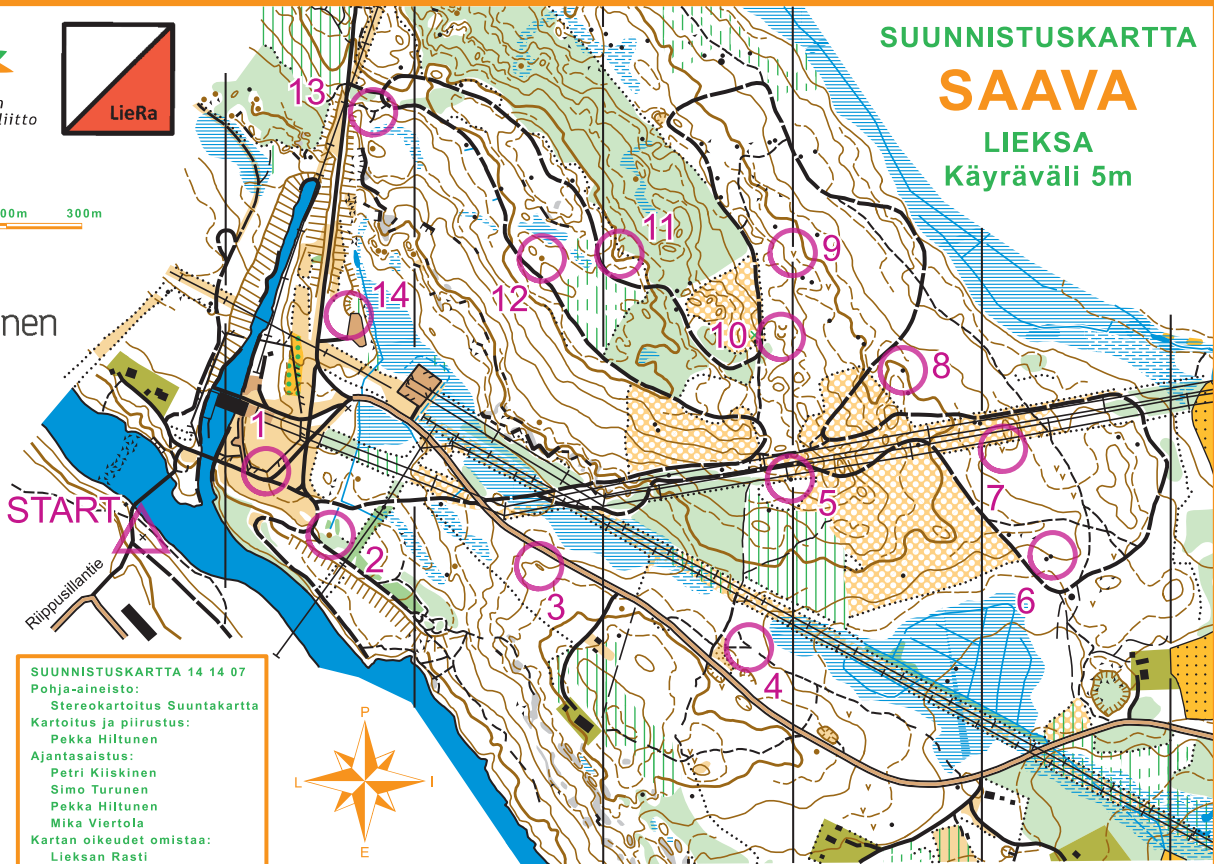 SUUNNISTUSKARTTA
SAAVA
LIEKSA
Käyräväli 5m
n
liitto
LieRa
00m 300m
nen
13
11
9
12
14
10
8
1
5
7
START
2
3
6
4
Riippusillantie
SUUNNISTUSKARTTA 14 14 07
Pohja-aineisto:
Stereokartoitus Suuntakartta
Kartoitus ja piirustus:
Pekka Hiltunen
Ajantasaistus:
Petri Kiiskinen
Simo Turunen
Pekka Hiltunen
Mika Viertola
Kartan oikeudet omistaa:
Lieksan Rasti
P
L I
E